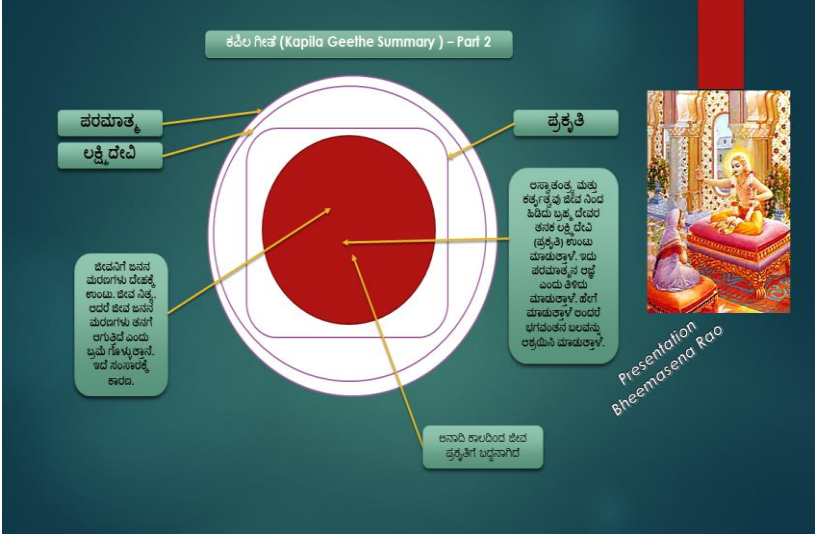 ಕಪಿಲ ಗೀತೆ (Kapila Geethe Summary ) – Part 2
ಪರಮಾತ್ಮ
ಲಕ್ಷ್ಮಿದೇವಿ
ಪ್ರಕೃತಿ
ಅಸ್ವಾತಂತ್ರ್ಯ ಮತ್ತು
ಕರ್ತೃತ್ವವು ಜೀವ ನಿಂದ
ಹಿಡಿದು ಬ್ರಹ್ಮ ದೇವರ
ತನಕ ಲಕ್ಷ್ಮಿದೇವಿ
(ಪ್ರಕೃತಿ) ಉಂಟು
ಮಾಡುತ್ತಾಳೆ. ಇದು
ಪರಮಾತ್ಮನ ಆಜ್ಞೆ
ಎಂದು ತಿಳಿದು
ಮಾಡುತ್ತಾಳೆ. ಹೇಗೆ
ಮಾಡುತ್ತಾಳೆ ಅಂದರೆ
ಭಗವಂತನ ಬಲವನ್ನು
ಆಶ್ರಯಿಸಿ ಮಾಡುತ್ತಾಳೆ.
ಜೀವನಿಗೆ ಜನನ
ಮರಣಗಳು ದೇಹಕ್ಕೆ
ಉಂಟು. ಜೀವ ನಿತ್ಯ.
ಆದರೆ ಜೀವ ಜನನ
ಮರಣಗಳು ತನಗೆ
ಆಗುತ್ತಿದೆ ಎಂದು
ಬ್ರಮೆ ಗೊಳ್ಳುತ್ತಾನೆ.
ಇದೆ ಸಂಸಾರಕ್ಕೆ
ಕಾರಣ.
ಅನಾದಿ ಕಾಲದಿಂದ ಜೀವ
ಪ್ರಕೃತಿಗೆ ಬದ್ಧನಾಗಿದೆ
Presentation
Bheemasena Rao